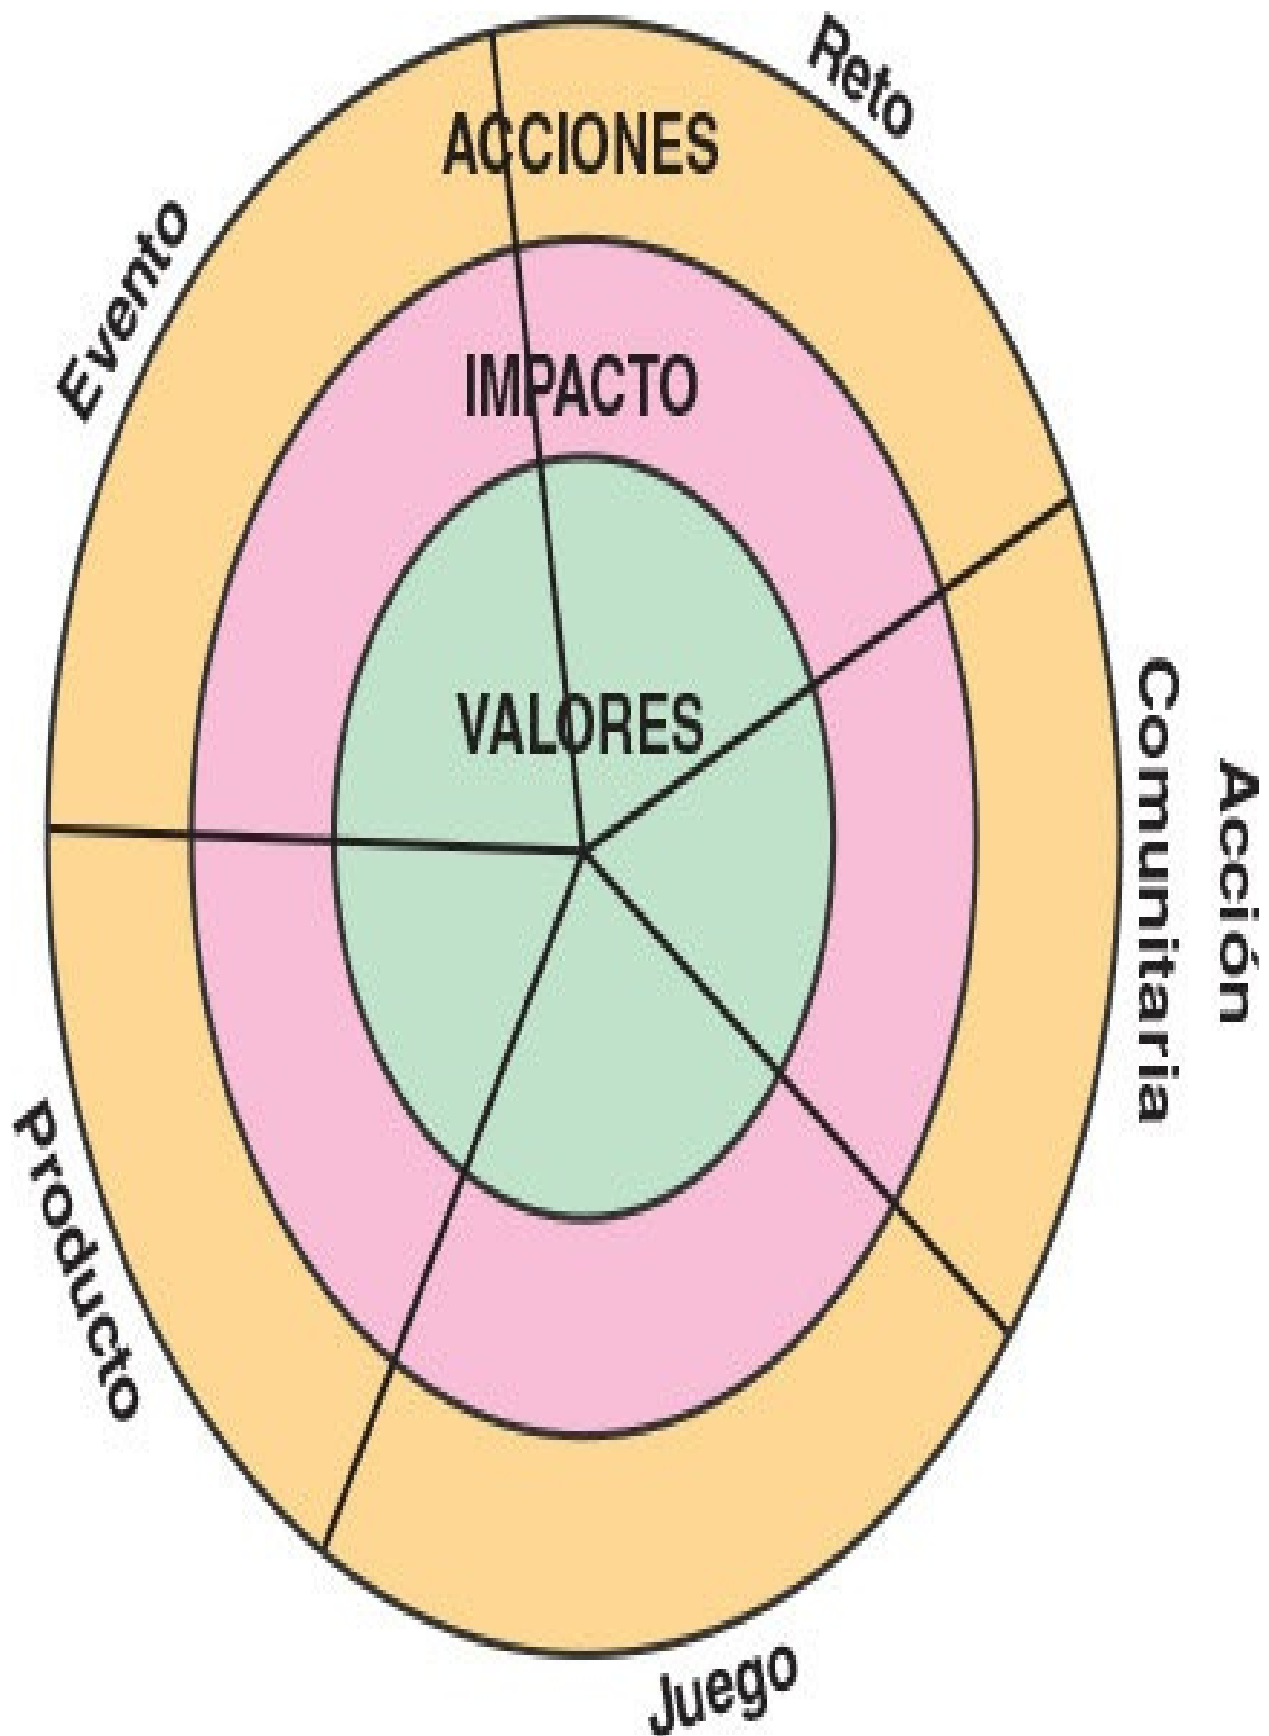 Reto
ACCIONES
Evento
IMPACTO
VALORES
Acción
Comunitaria
Producto
Juego